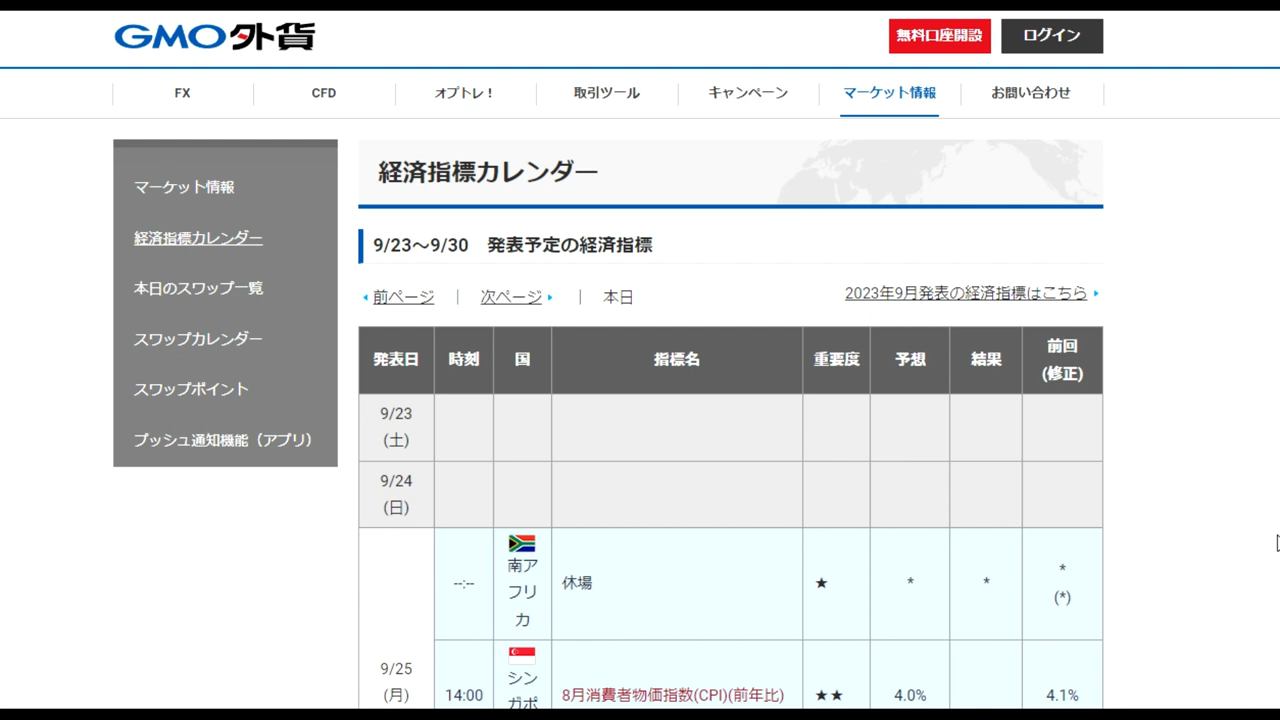 GMO外貨
無料口座開設
ログイン
FX
CFD
オプトレ！
取引ツール
キャンペーン
マーケット情報
お問い合わせ
マーケット情報
経済指標カレンダー
本日のスワップ一覧
スワップカレンダー
スワップポイント
プッシュ通知機能（アプリ）
経済指標カレンダー
9/23〜9/30　発表予定の経済指標
前ページ ｜ 次ページ ｜ 本日
2023年9月発表の経済指標はこちら
発表日 時刻 国 指標名 重要度 予想 結果 前回
(修正)
9/23
(土)
9/24
(日)
9/25
(月)
--:--
南ア
フリ
カ
休場
★
*
*
*
(*)
14:00
シン
ガポ
8月消費者物価指数(CPI)(前年比)
★★
4.0%
4.1%